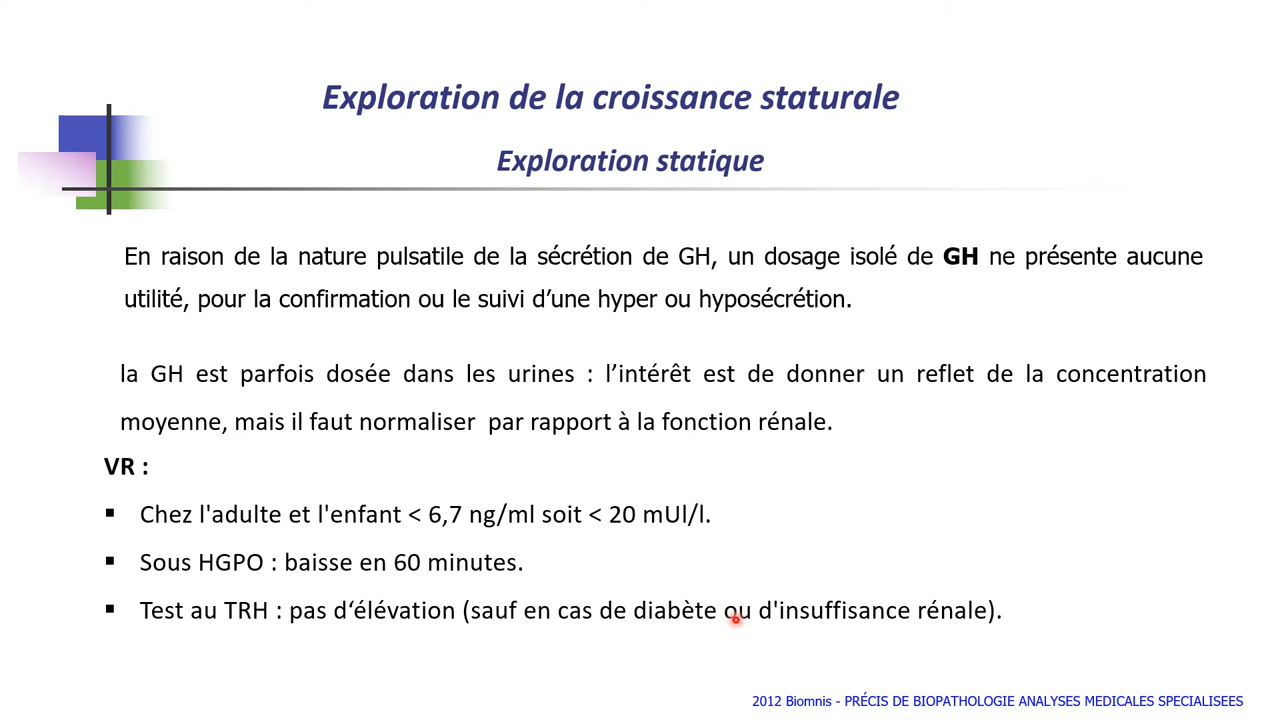 Exploration de la croissance staturale
Exploration statique
En raison de la nature pulsatile de la sécrétion de GH, un dosage isolé de GH ne présente aucune
utilité, pour la confirmation ou le suivi d’une hyper ou hyposécrétion.
la GH est parfois dosée dans les urines : l’intérêt est de donner un reflet de la concentration
moyenne, mais il faut normaliser par rapport à la fonction rénale.
VR :
▪ Chez l'adulte et l'enfant < 6,7 ng/ml soit < 20 mUl/l.
▪ Sous HGPO : baisse en 60 minutes.
▪ Test au TRH : pas d‘élévation (sauf en cas de diabète ou d'insuffisance rénale).
2012 Biomnis - PRÉCIS DE BIOPATHOLOGIE ANALYSES MEDICALES SPECIALISEES